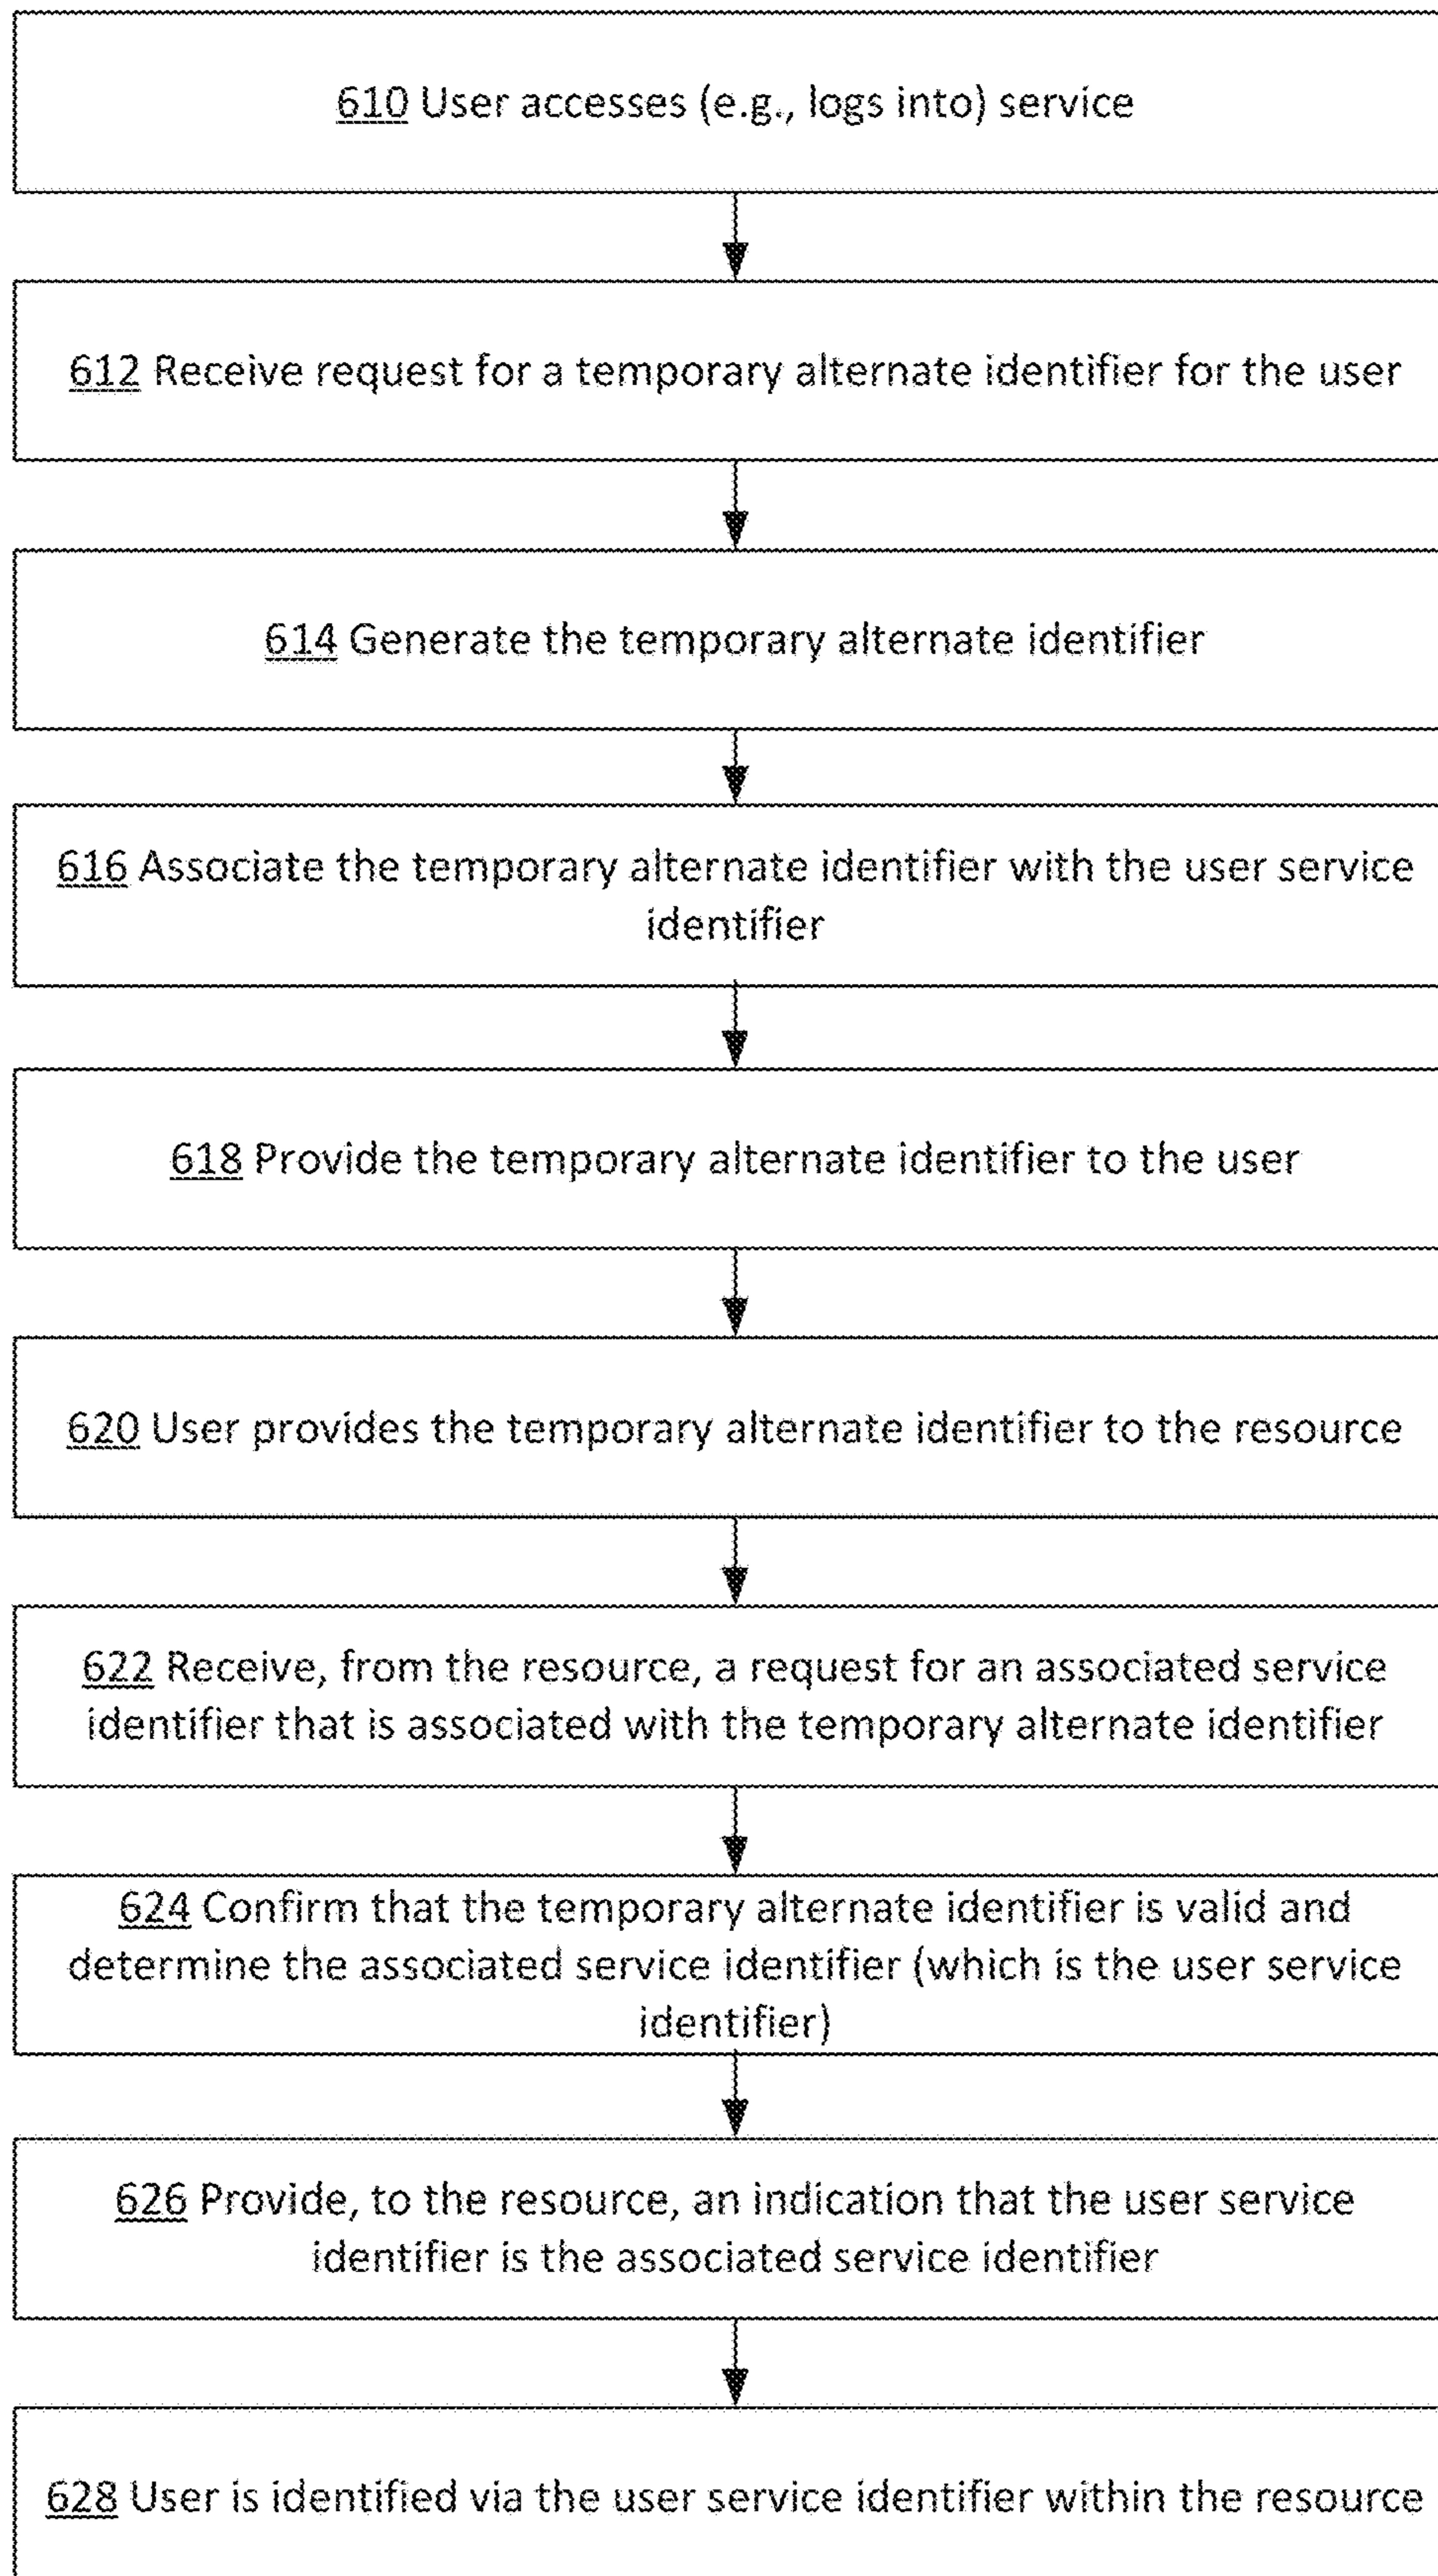 610 User accesses (e.g., logs into) service
612 Receive request for a temporary alternate identifier for the user
614 Generate the temporary alternate identifier
616 Associate the temporary alternate identifier with the user service
identifier
618 Provide the temporary alternate identifier to the user
620 User provides the temporary alternate identifier to the resource
622 Receive, from the resource, a request for an associated service
identifier that is associated with the temporary alternate identifier
624 Confirm that the temporary alternate identifier is valid and
determine the associated service identifier (which is the user service
identifier)
626 Provide, to the resource, an indication that the user service
identifier is the associated service identifier
628 User is identified via the user service identifier within the resource